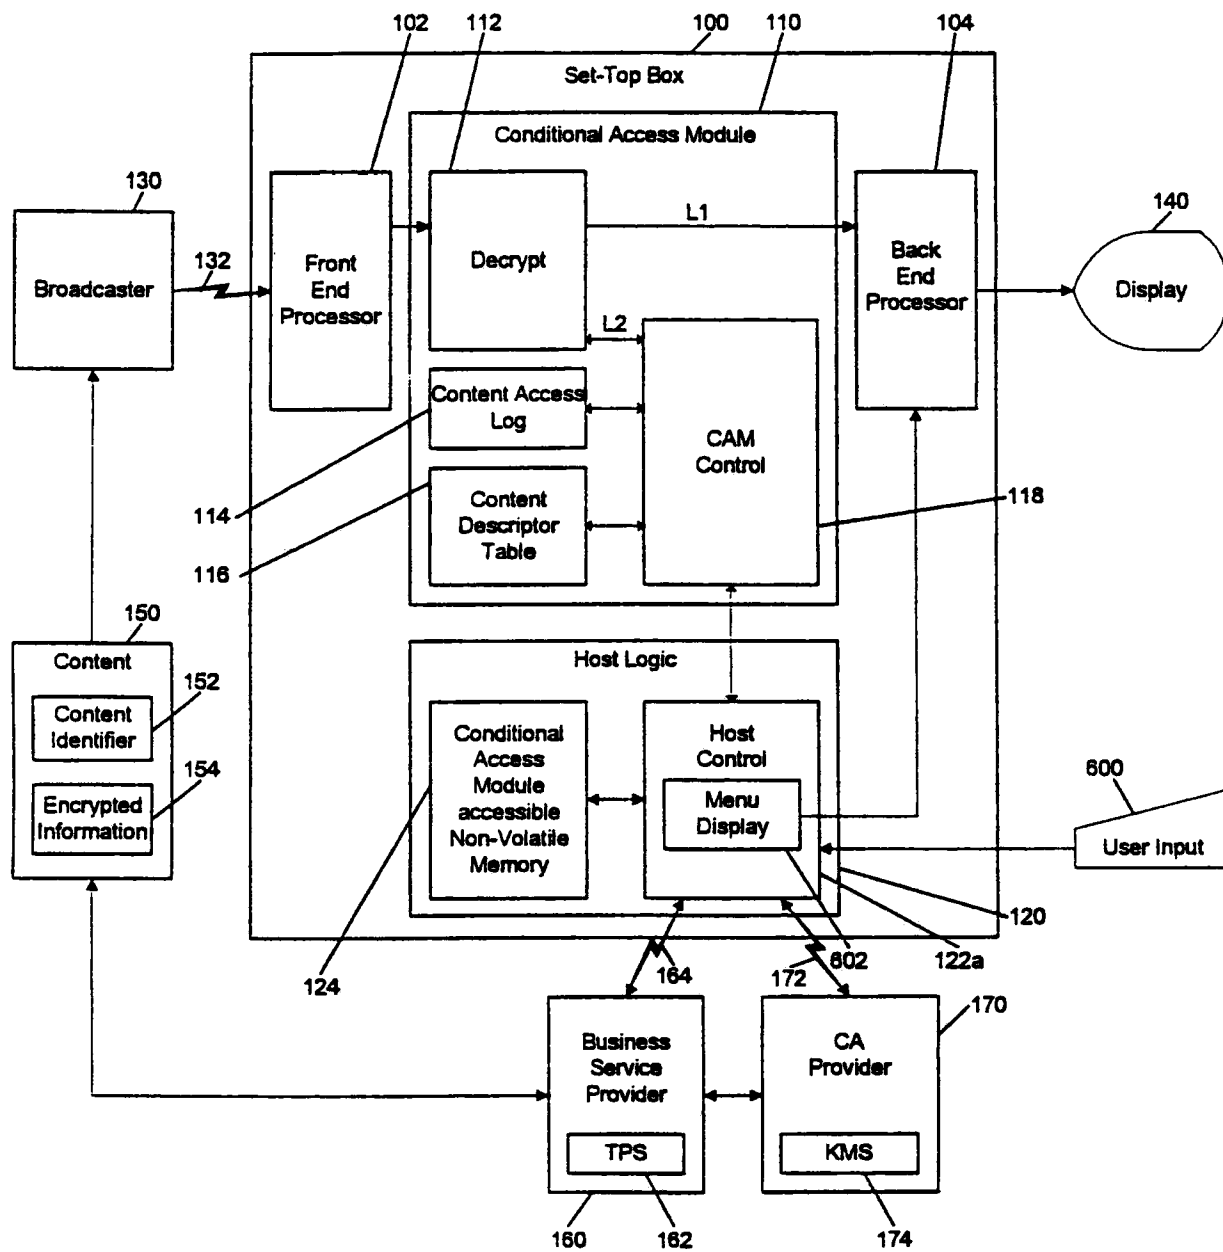 102
112
100
110
104
Set-Top Box
Conditional Access Module
130
140
Broadcaster
132
Front
End
Processor
Decrypt
L1
Back
End
Processor
Display
L2
Content Access
Log
CAM
Control
Content
Descriptor
Table
114
116
118
150
Content
152
Content
Identifier
154
Encrypted
Information
Host Logic
Conditional
Access
Module
accessible
Non-Volatile
Memory
Host
Control
Menu
Display
600
User Input
120
122a
602
124
164
172
170
Business
Service
Provider
CA
Provider
TPS
KMS
160
162
174